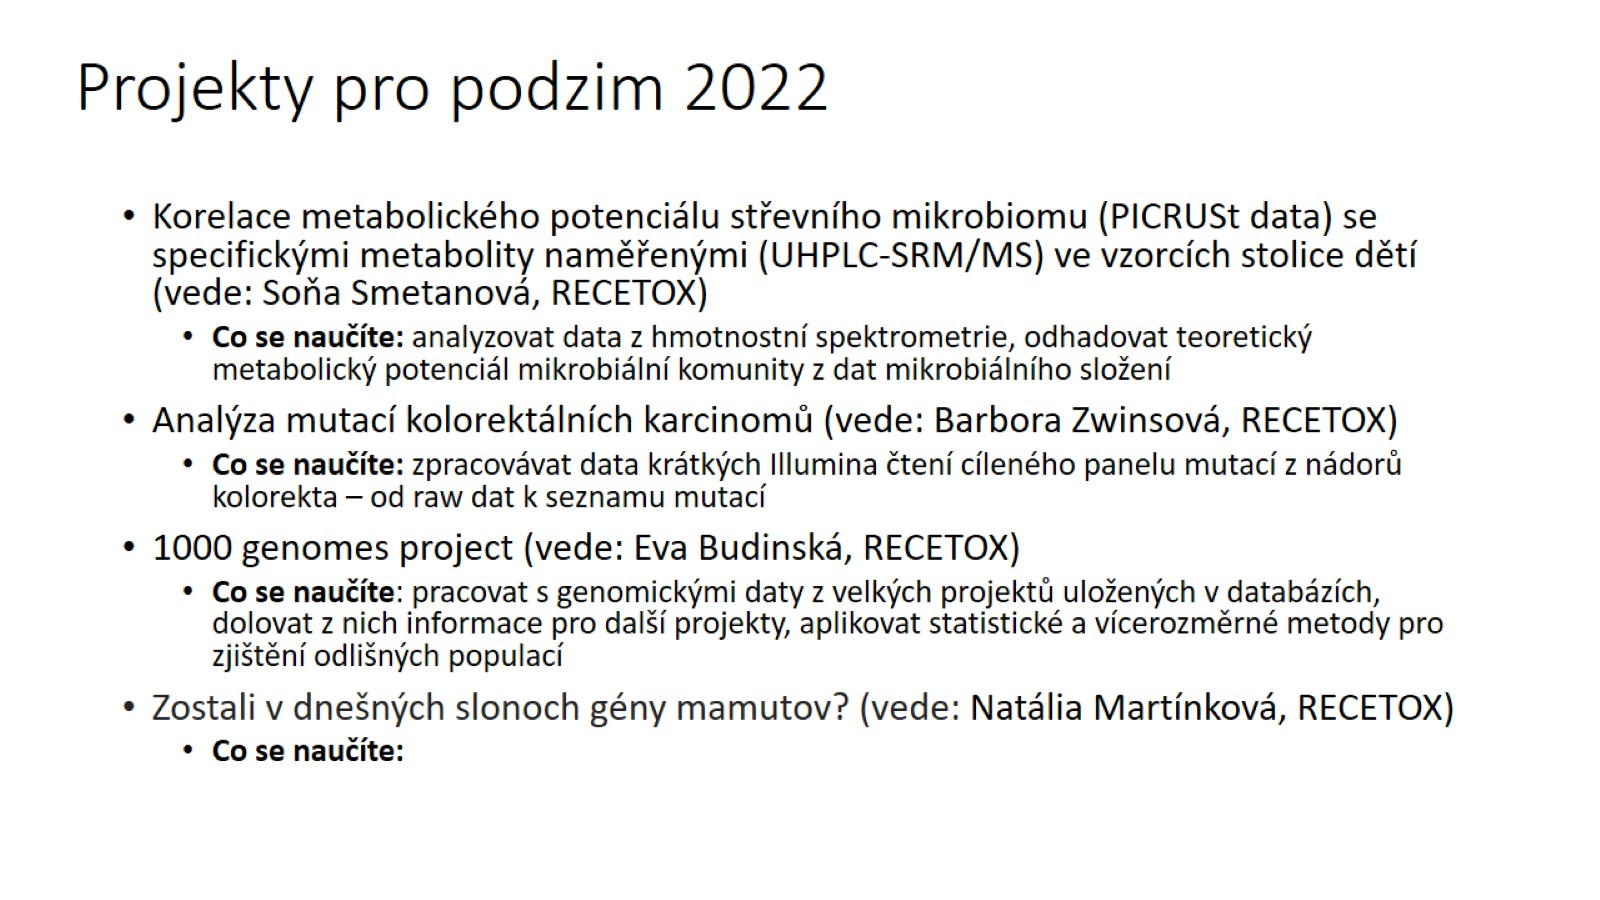 Projekty pro podzim 2022
• Korelace metabolického potenciálu střevního mikrobiomu (PICRUSt data) se
specifickými metabolity naměřenými (UHPLC-SRM/MS) ve vzorcích stolice dětí
(vede: Soňa Smetanová, RECETOX)
• Co se naučíte: analyzovat data z hmotnostní spektrometrie, odhadovat teoretický
metabolický potenciál mikrobiální komunity z dat mikrobiálního složení
• Analýza mutací kolorektálních karcinomů (vede: Barbora Zwinsová, RECETOX)
• Co se naučíte: zpracovávat data krátkých Illumina čtení cíleného panelu mutací z nádorů
kolorekta – od raw dat k seznamu mutací
• 1000 genomes project (vede: Eva Budinská, RECETOX)
• Co se naučíte: pracovat s genomickými daty z velkých projektů uložených v databázích,
dolovat z nich informace pro další projekty, aplikovat statistické a vícerozměrné metody pro
zjištění odlišných populací
• Zostali v dnešných slonoch gény mamutov? (vede: Natália Martínková, RECETOX)
• Co se naučíte: